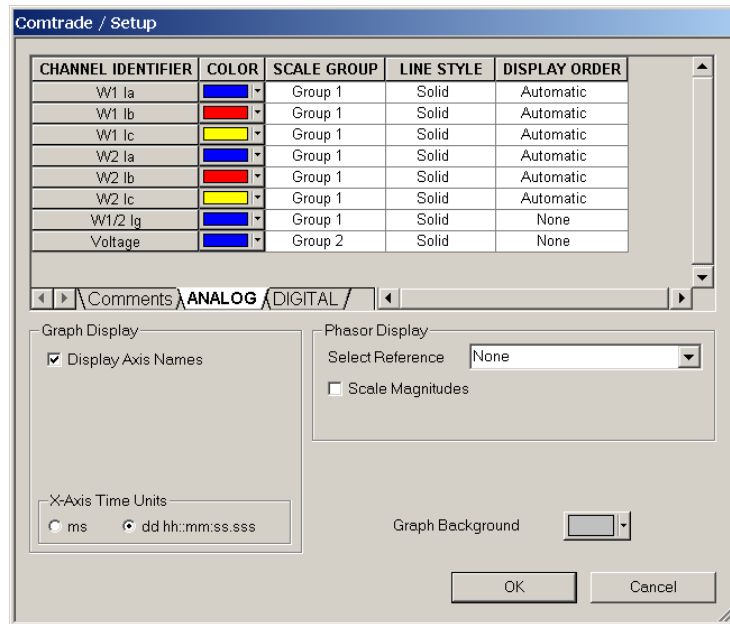 Comtrade / Setup
CHANNEL IDENTIFIER COLOR SCALE GROUP LINE STYLE DISPLAY ORDER
W1 Ia Group 1 Solid Automatic
W1 Ib Group 1 Solid Automatic
W1 Ic Group 1 Solid Automatic
W2 Ia Group 1 Solid Automatic
W2 Ib Group 1 Solid Automatic
W2 Ic Group 1 Solid Automatic
W1/2 Ig Group 1 Solid None
Voltage Group 2 Solid None
Comments ANALOG DIGITAL
Graph Display
Display Axis Names
Phasor Display
Select Reference None
Scale Magnitudes
X-Axis Time Units
ms dd hh::mm:ss.sss
Graph Background
OK Cancel